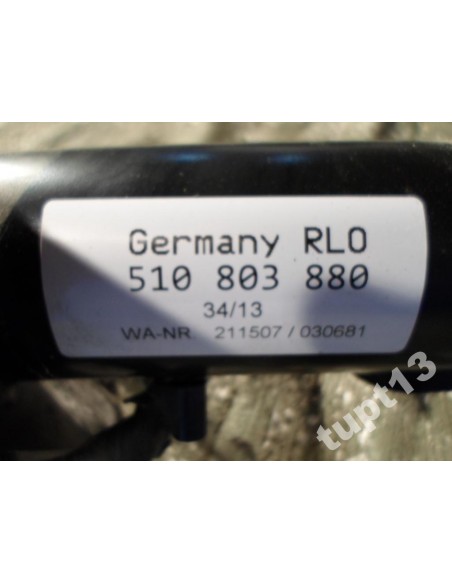 Germany RLO
510 803 880
34/13
WA-NR 211507 / 030681
tupt13